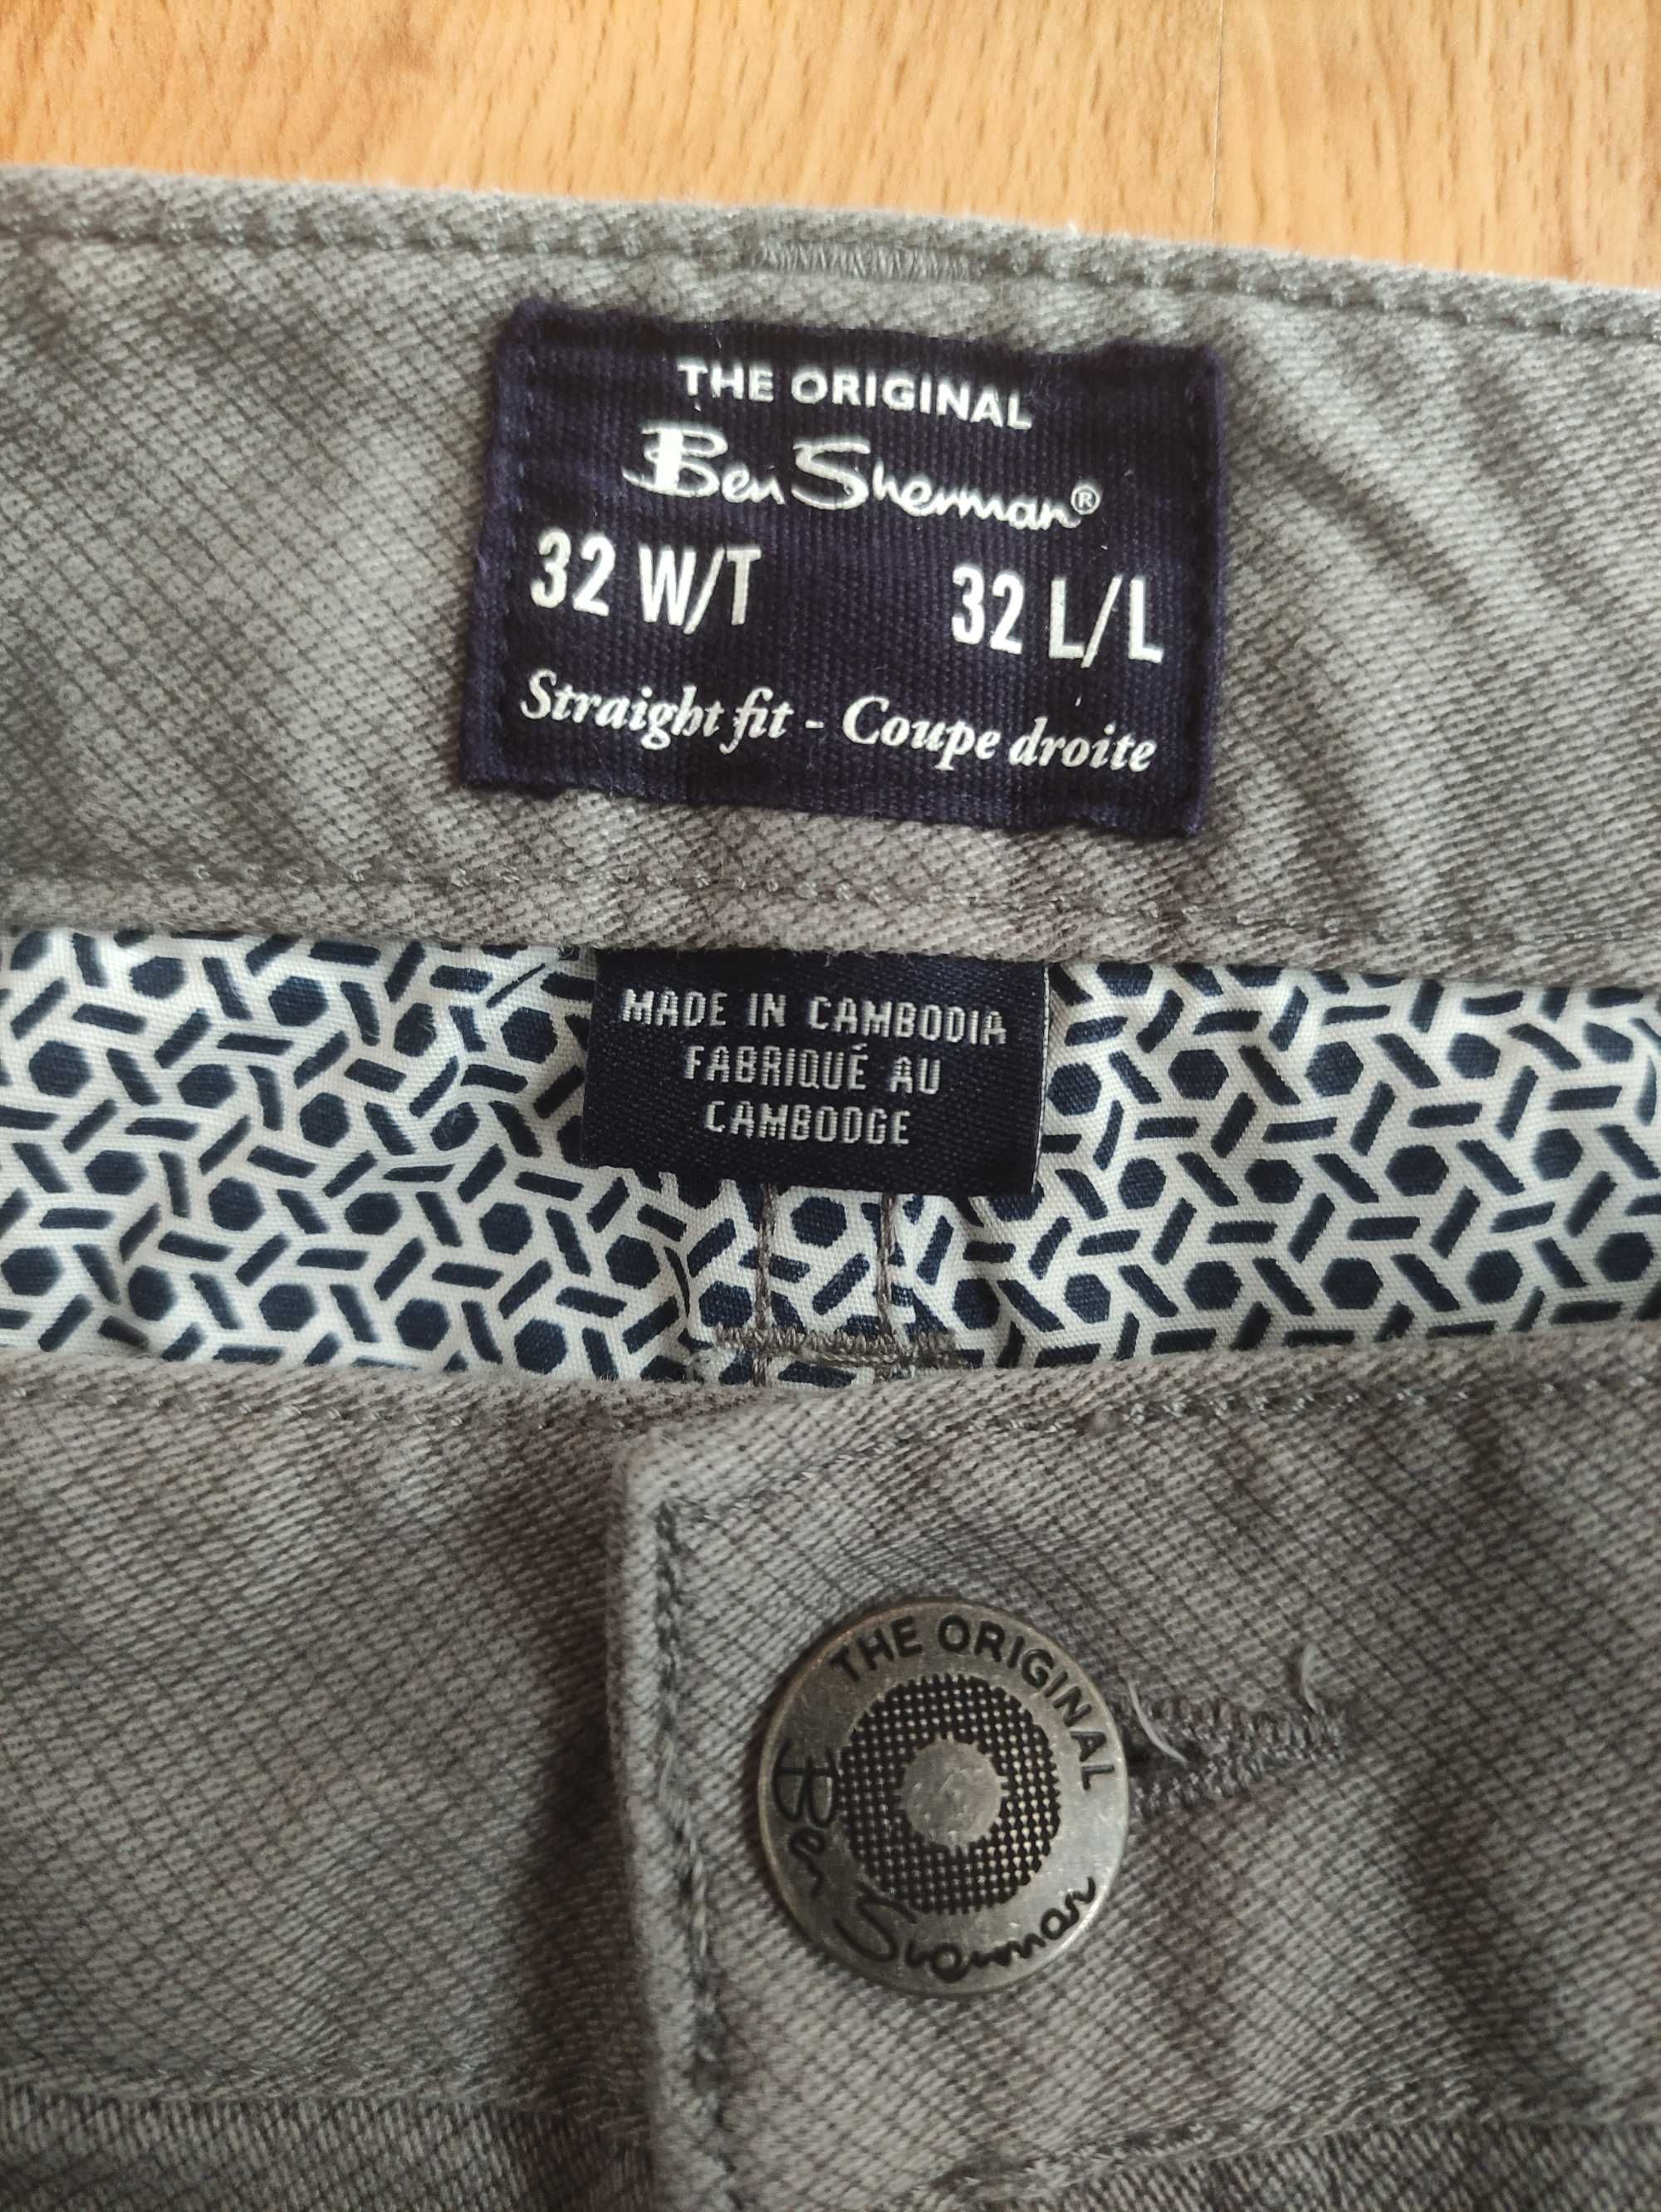 THE ORIGINAL
Ben Sherman®
32 W/T 32 L/L
Straight fit - Coupe droite
MADE IN CAMBODIA
FABRIQUÉ AU
CAMBODGE
THE ORIGINAL
Ben Sherman